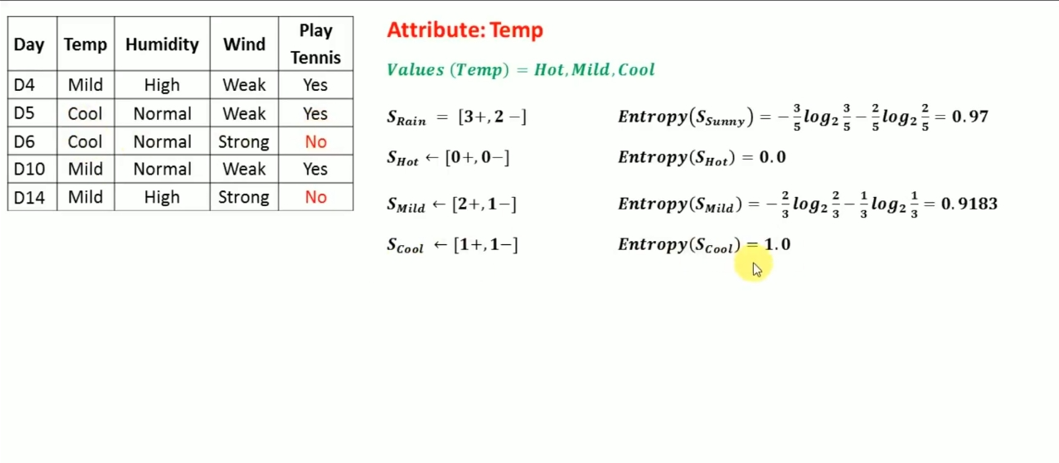 Day Temp Humidity Wind Play Tennis
D4 Mild High Weak Yes
D5 Cool Normal Weak Yes
D6 Cool Normal Strong No
D10 Mild Normal Weak Yes
D14 Mild High Strong No
Attribute: Temp
Values (Temp) = Hot, Mild, Cool
S_Rain = [3+, 2 −] Entropy(S_Sunny) = −3/5 log₂ 3/5 − 2/5 log₂ 2/5 = 0.97
S_Hot ← [0+, 0−] Entropy(S_Hot) = 0.0
S_Mild ← [2+, 1−] Entropy(S_Mild) = −2/3 log₂ 2/3 − 1/3 log₂ 1/3 = 0.9183
S_Cool ← [1+, 1−] Entropy(S_Cool) = 1.0